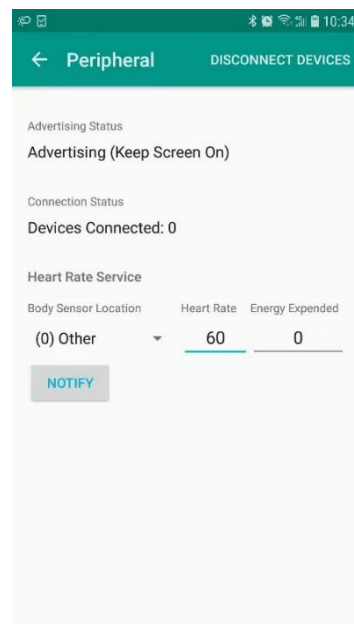 10:34
Peripheral DISCONNECT DEVICES
Advertising Status
Advertising (Keep Screen On)
Connection Status
Devices Connected: 0
Heart Rate Service
Body Sensor Location Heart Rate Energy Expended
(0) Other 60 0
NOTIFY